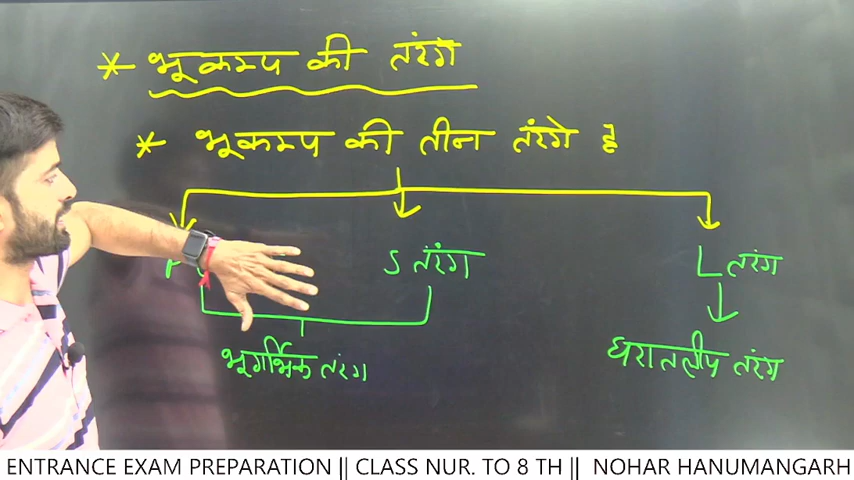 * भूकम्प की तरंग
* भूकम्प की तीन तरंगे है
S तरंग
L तरंग
भूगर्भिक तरंग
धरातलीय तरंग
ENTRANCE EXAM PREPARATION || CLASS NUR. TO 8 TH || NOHAR HANUMANGARH